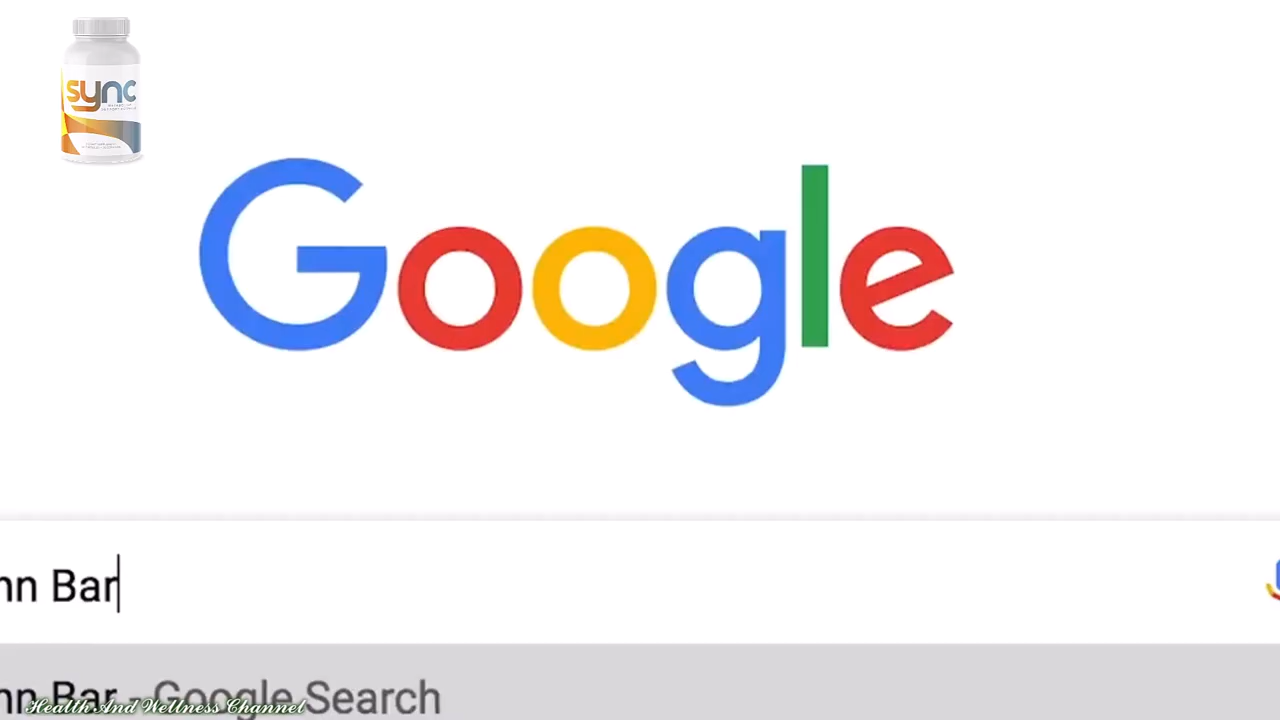 sync
Google
nn Bar
nn Bar - Google Search
Health And Wellness Channel